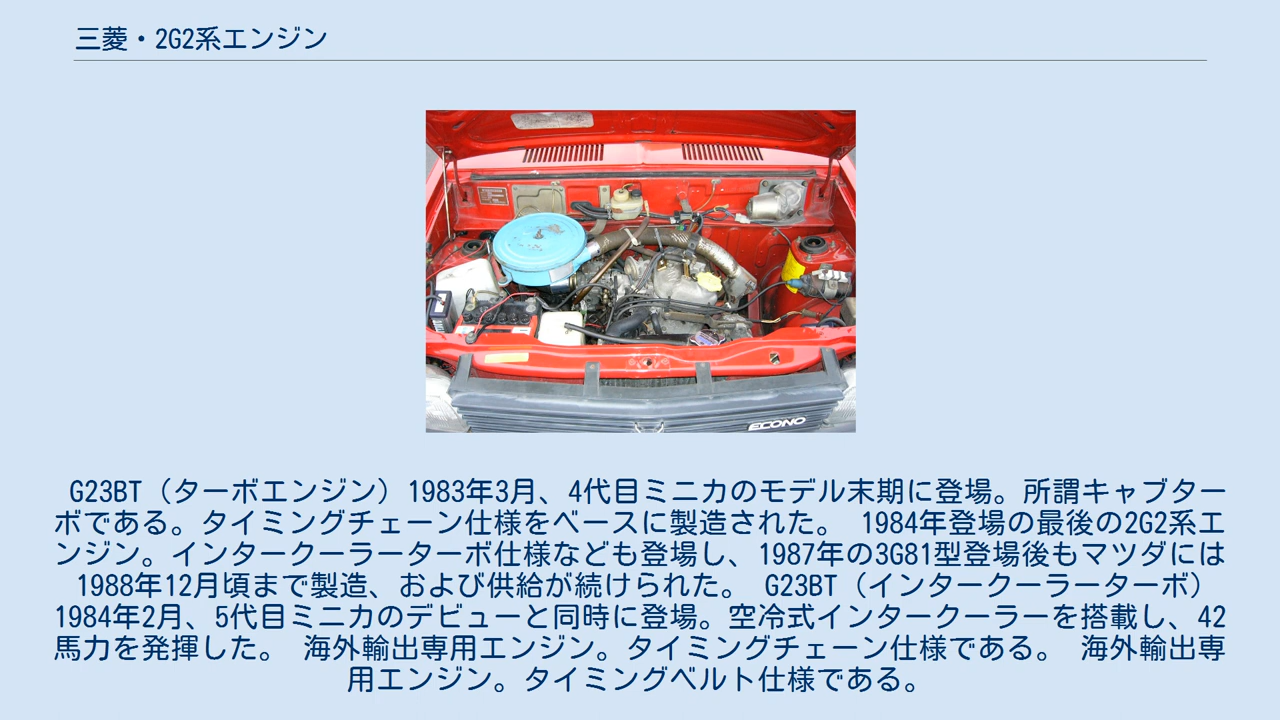 三菱・2G2系エンジン
ECONO
G23BT（ターボエンジン）1983年3月、4代目ミニカのモデル末期に登場。所謂キャブター
ボである。タイミングチェーン仕様をベースに製造された。 1984年登場の最後の2G2系エ
ンジン。インタークーラーターボ仕様なども登場し、1987年の3G81型登場後もマツダには
1988年12月頃まで製造、および供給が続けられた。 G23BT（インタークーラーターボ）
1984年2月、5代目ミニカのデビューと同時に登場。空冷式インタークーラーを搭載し、42
馬力を発揮した。 海外輸出専用エンジン。タイミングチェーン仕様である。 海外輸出専
用エンジン。タイミングベルト仕様である。